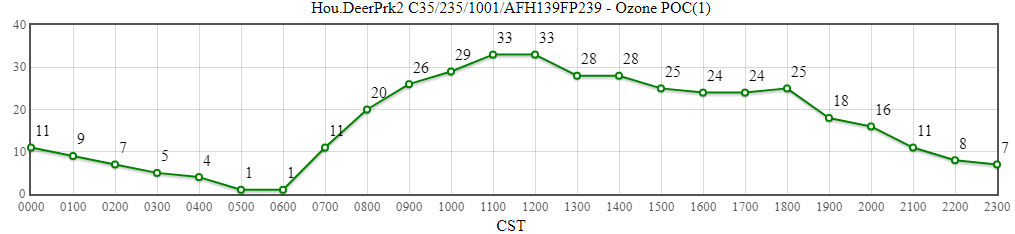 Hou.DeerPrk2 C35/235/1001/AFH139FP239 - Ozone POC(1)
40
30
20
10
0
11 9 7 5 4 1 1 11 20 26 29 33 33 28 28 25 24 24 25 18 16 11 8 7
0000 0100 0200 0300 0400 0500 0600 0700 0800 0900 1000 1100 1200 1300 1400 1500 1600 1700 1800 1900 2000 2100 2200 2300
CST